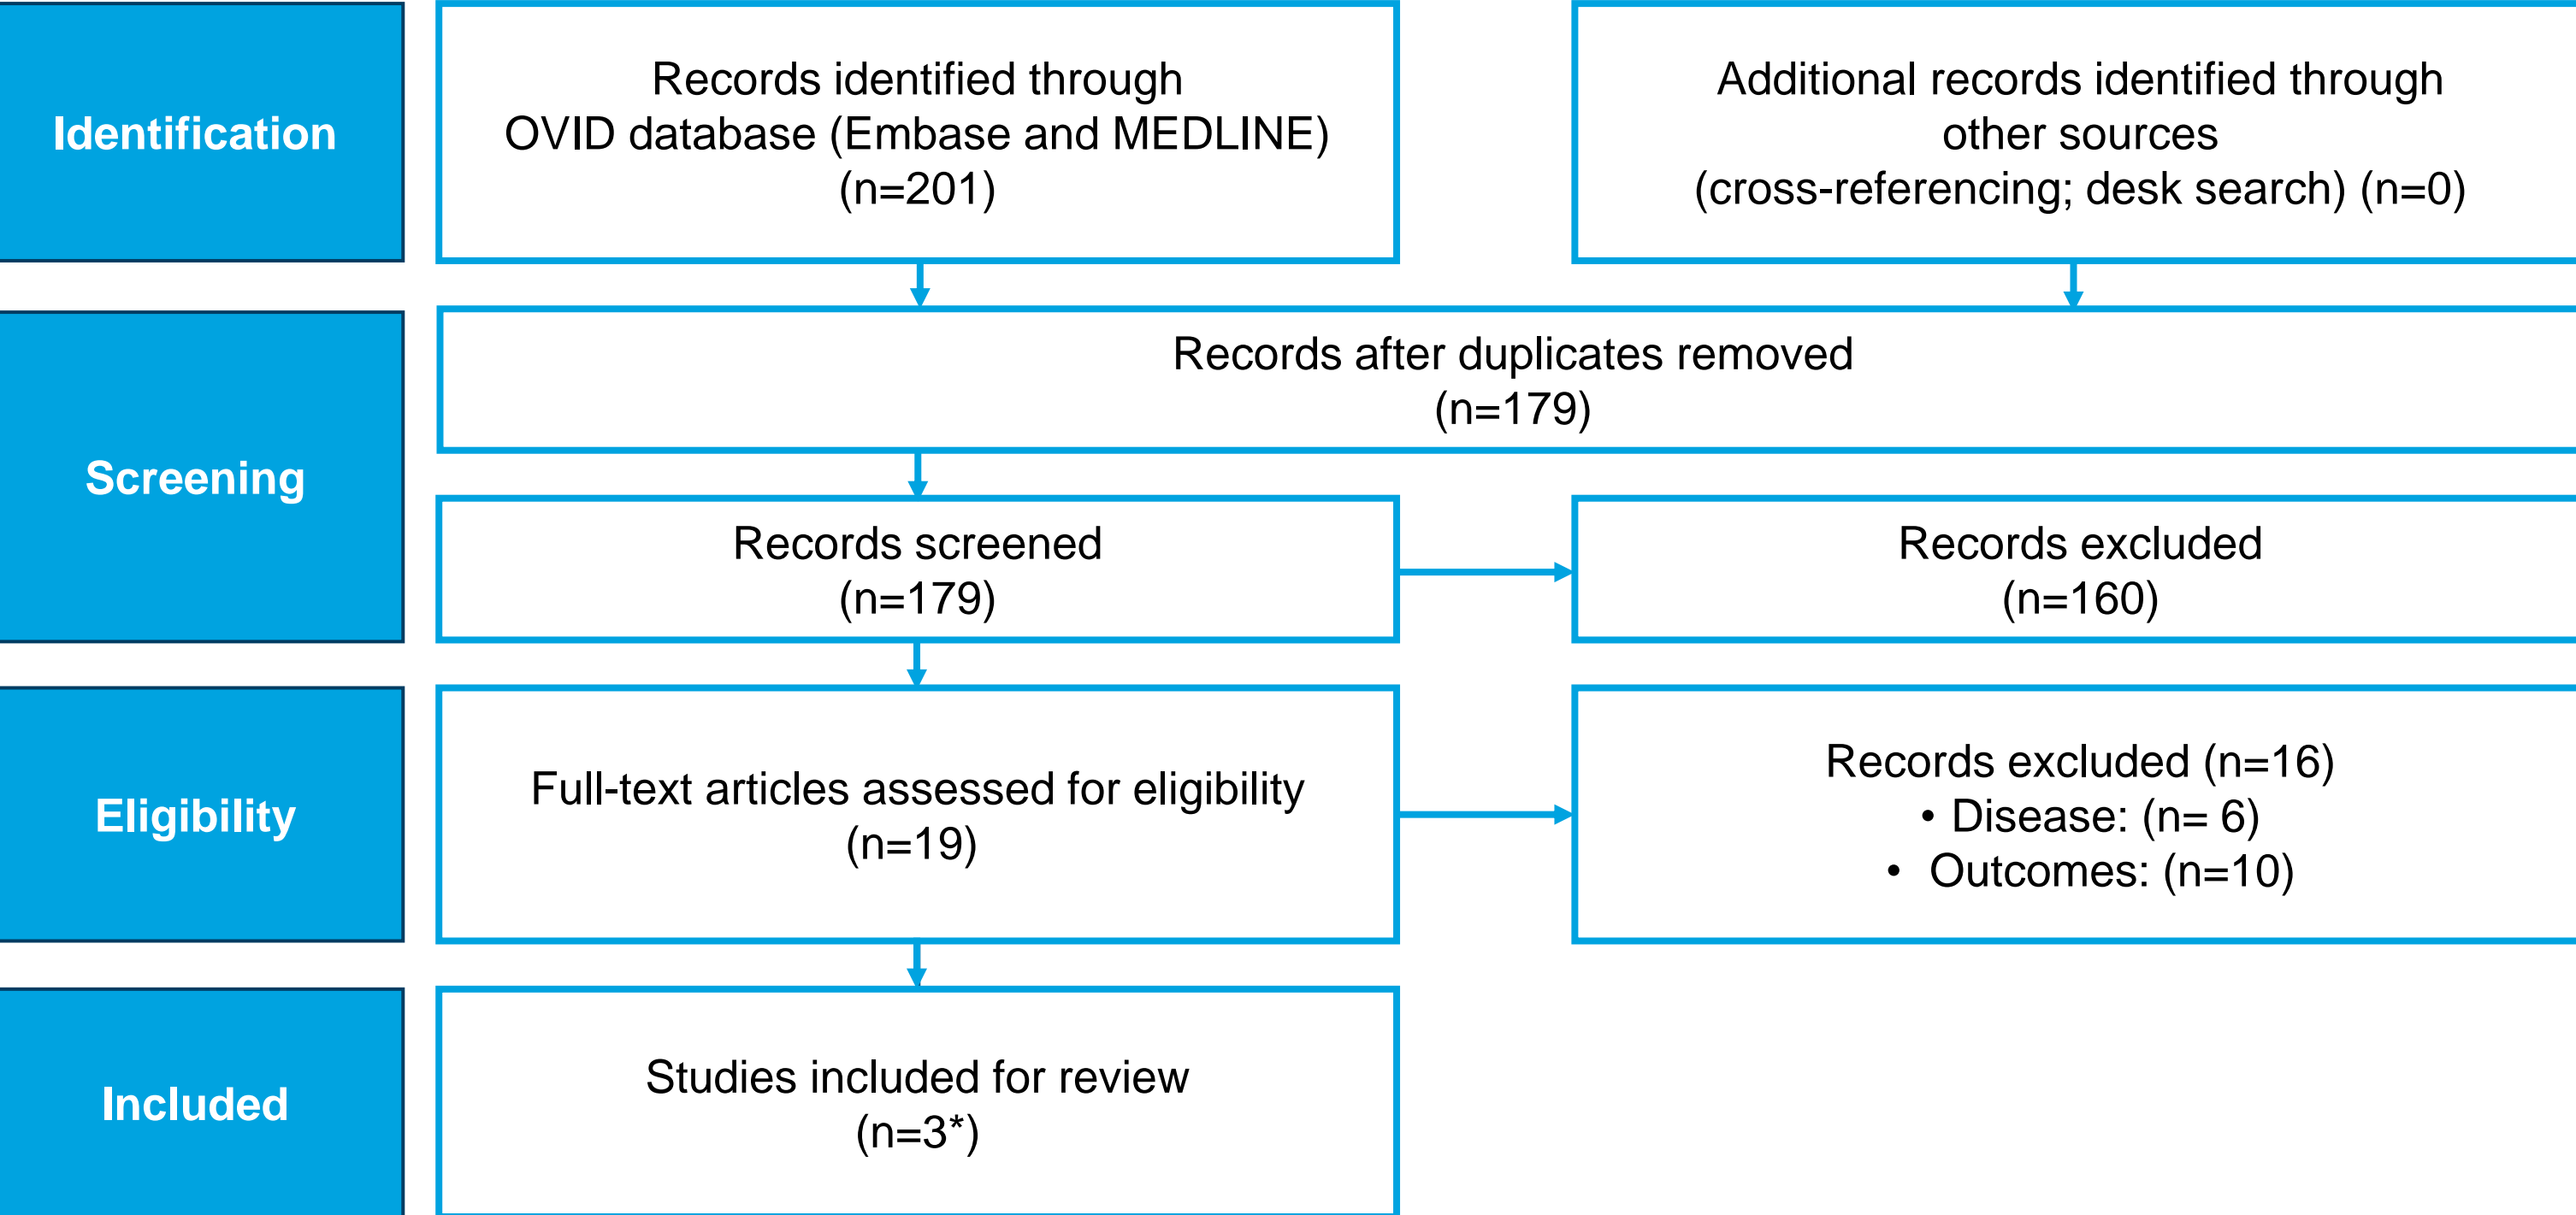 Identification
Records identified through
OVID database (Embase and MEDLINE)
(n=201)
Additional records identified through
other sources
(cross-referencing; desk search) (n=0)
Screening
Records after duplicates removed
(n=179)
Records screened
(n=179)
Records excluded
(n=160)
Eligibility
Full-text articles assessed for eligibility
(n=19)
Records excluded (n=16)
• Disease: (n= 6)
• Outcomes: (n=10)
Included
Studies included for review
(n=3*)